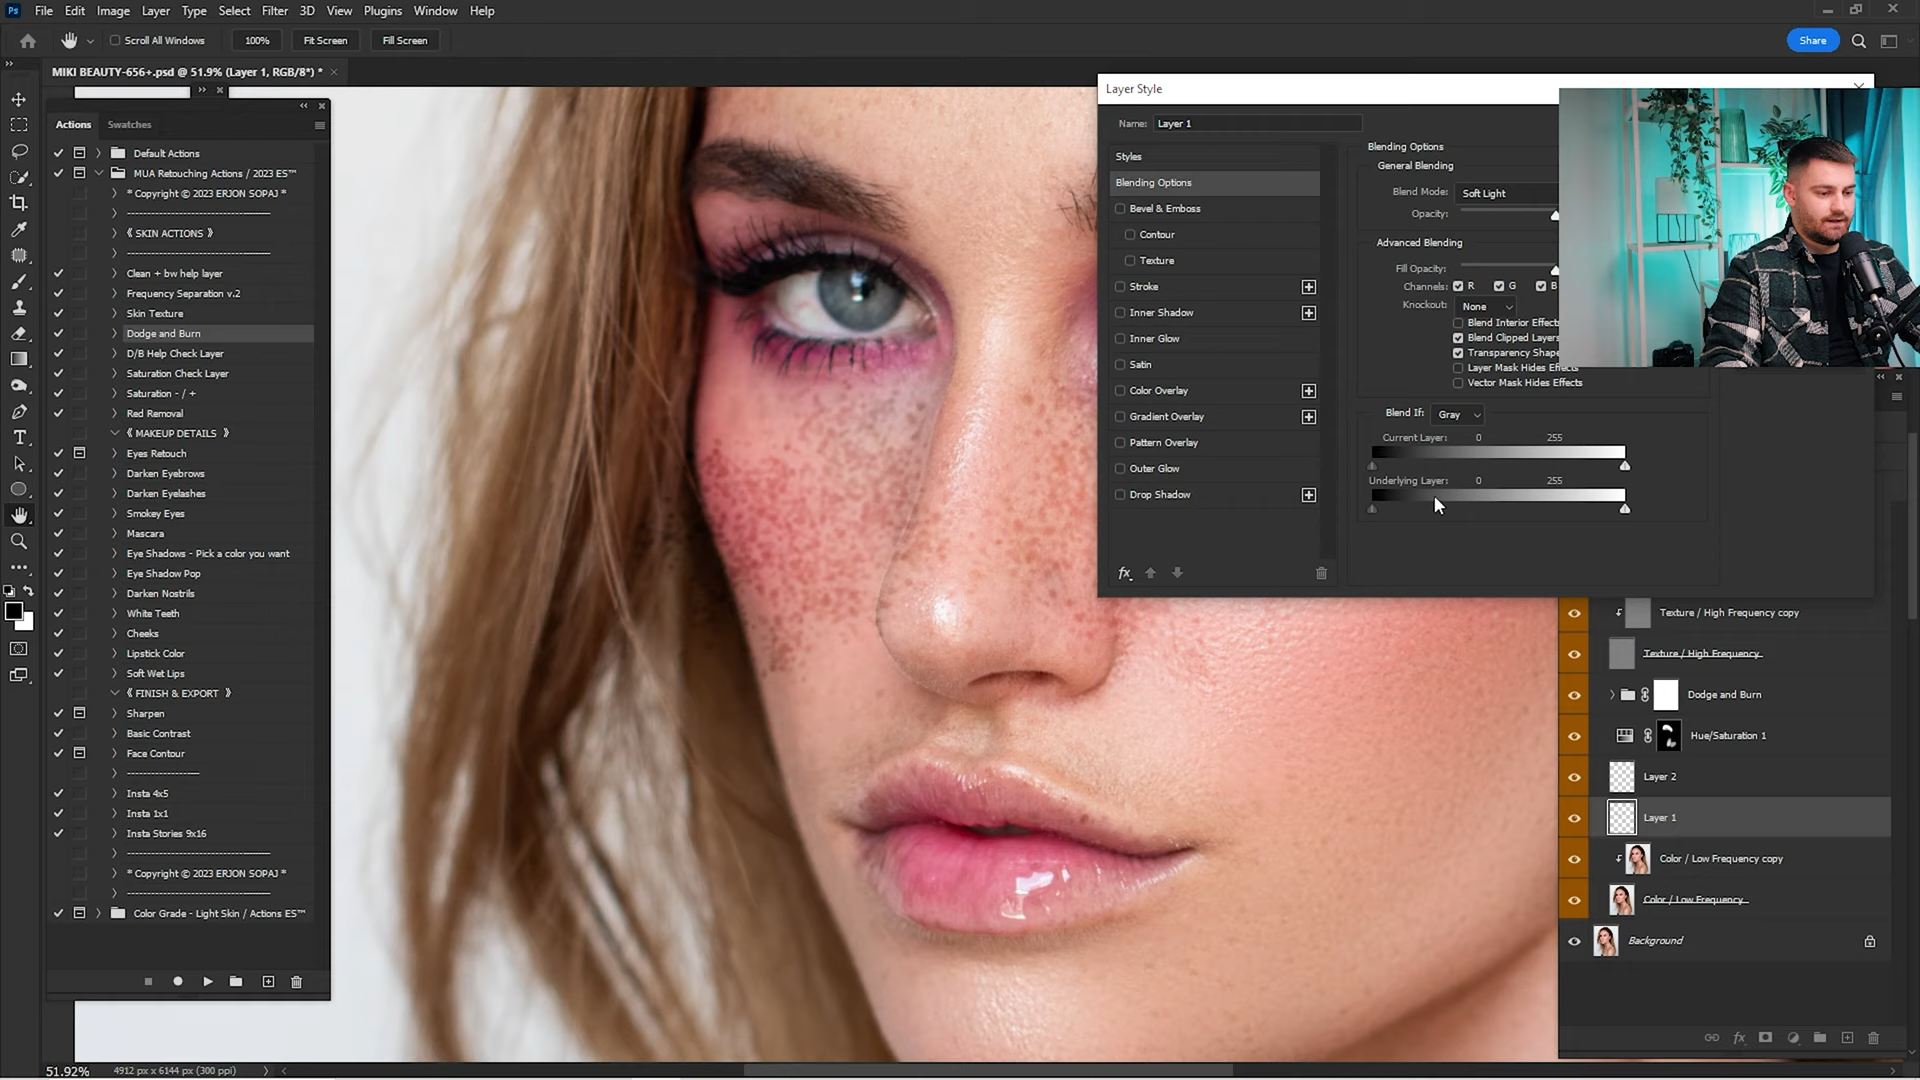 Ps File Edit Image Layer Type Select Filter 3D View Plugins Window Help
Scroll All Windows 100% Fit Screen Fill Screen Share
MIKI BEAUTY-656+.psd @ 51.9% (Layer 1, RGB/8*) *
Actions Swatches
Default Actions
MUA Retouching Actions / 2023 ES™
* Copyright © 2023 ERJON SOPAJ *
----------------------------------------
《 SKIN ACTIONS 》
----------------------------------------
Clean + bw help layer
Frequency Separation v.2
Skin Texture
Dodge and Burn
D/B Help Check Layer
Saturation Check Layer
Saturation - / +
Red Removal
《 MAKEUP DETAILS 》
Eyes Retouch
Darken Eyebrows
Darken Eyelashes
Smokey Eyes
Mascara
Eye Shadows - Pick a color you want
Eye Shadow Pop
Darken Nostrils
White Teeth
Cheeks
Lipstick Color
Soft Wet Lips
《 FINISH & EXPORT 》
Sharpen
Basic Contrast
Face Contour
--------------------
Insta 4x5
Insta 1x1
Insta Stories 9x16
----------------------------------------
* Copyright © 2023 ERJON SOPAJ *
----------------------------------------
Color Grade - Light Skin / Actions ES™
51.92% 4912 px x 6144 px (300 ppi)
Layer Style
Name: Layer 1
Styles
Blending Options
Bevel & Emboss
Contour
Texture
Stroke
Inner Shadow
Inner Glow
Satin
Color Overlay
Gradient Overlay
Pattern Overlay
Outer Glow
Drop Shadow
fx
Blending Options
General Blending
Blend Mode: Soft Light
Opacity:
Advanced Blending
Fill Opacity:
Channels: R G B
Knockout: None
Blend Interior Effects
Blend Clipped Layers
Transparency Shape
Layer Mask Hides Effects
Vector Mask Hides Effects
Blend If: Gray
Current Layer: 0 255
Underlying Layer: 0 255
Texture / High Frequency copy
Texture / High Frequency
Dodge and Burn
Hue/Saturation 1
Layer 2
Layer 1
Color / Low Frequency copy
Color / Low Frequency
Background
fx